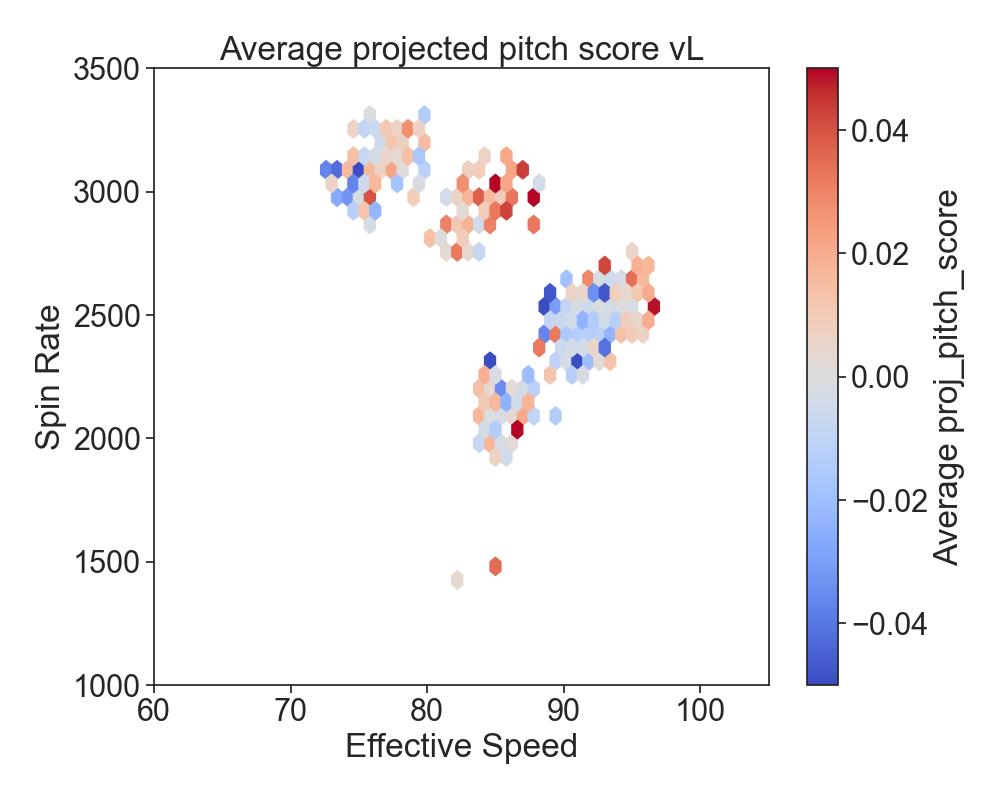 Average projected pitch score vL
3500
3000
2500
2000
1500
1000
Spin Rate
60 70 80 90 100
Effective Speed
0.04
0.02
0.00
−0.02
−0.04
Average proj_pitch_score